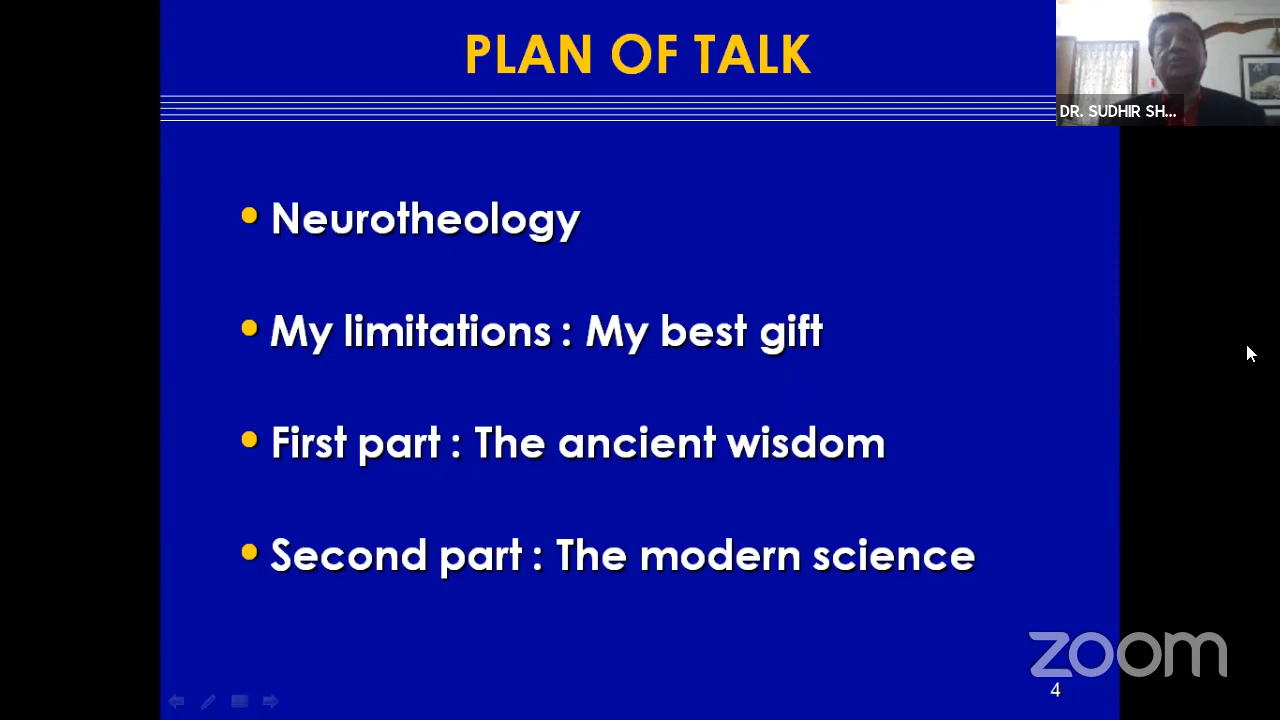 PLAN OF TALK
DR. SUDHIR SH...
• Neurotheology
• My limitations : My best gift
• First part : The ancient wisdom
• Second part : The modern science
zoom
4